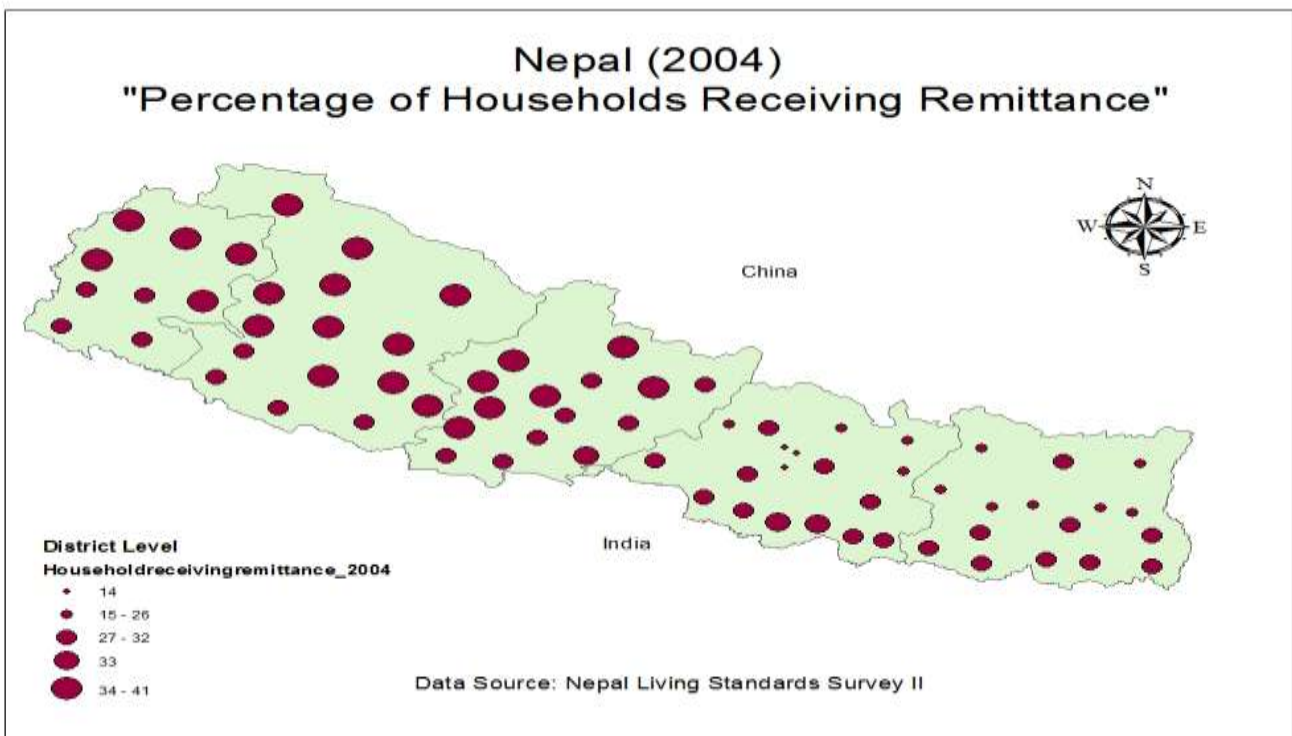 Nepal (2004)
"Percentage of Households Receiving Remittance"
N
W E
S
China
India
District Level
Householdreceivingremittance_2004
14
15 - 26
27 - 32
33
34 - 41
Data Source: Nepal Living Standards Survey II